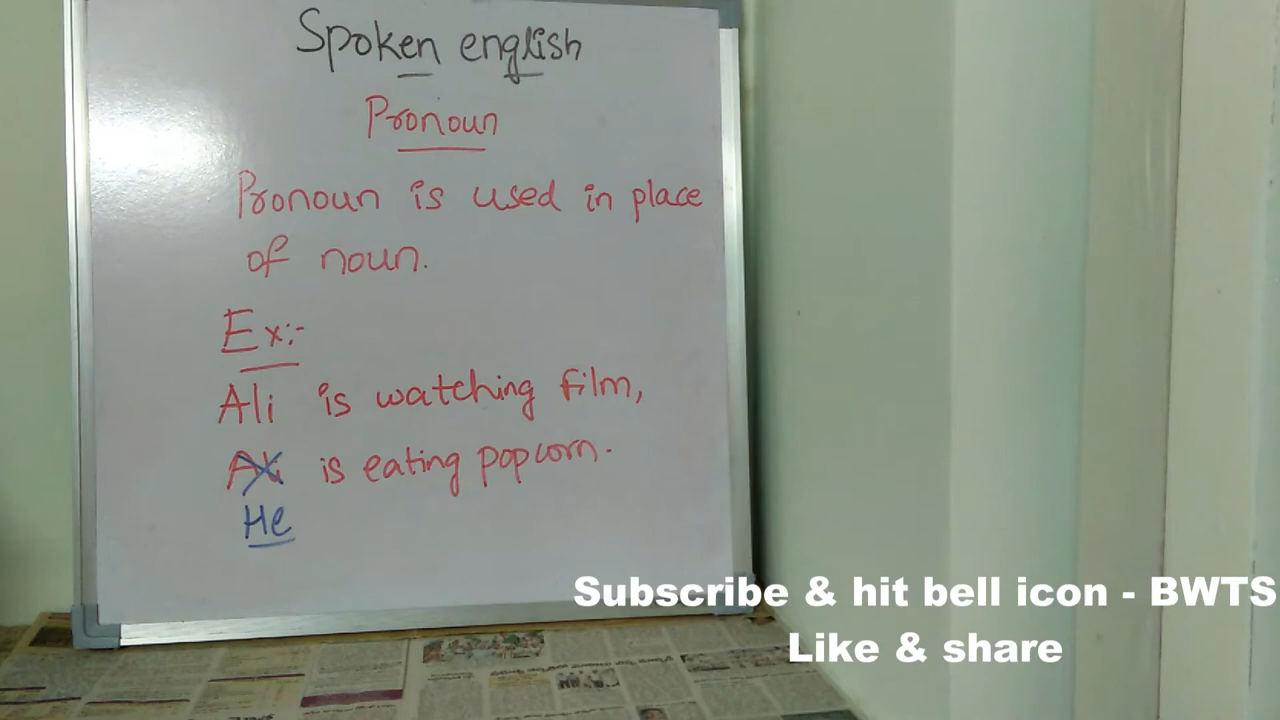 Spoken english
Pronoun
Pronoun is used in place
of noun.
Ex:-
Ali is watching film,
Ali is eating popcorn.
He
Subscribe & hit bell icon - BWTS
Like & share